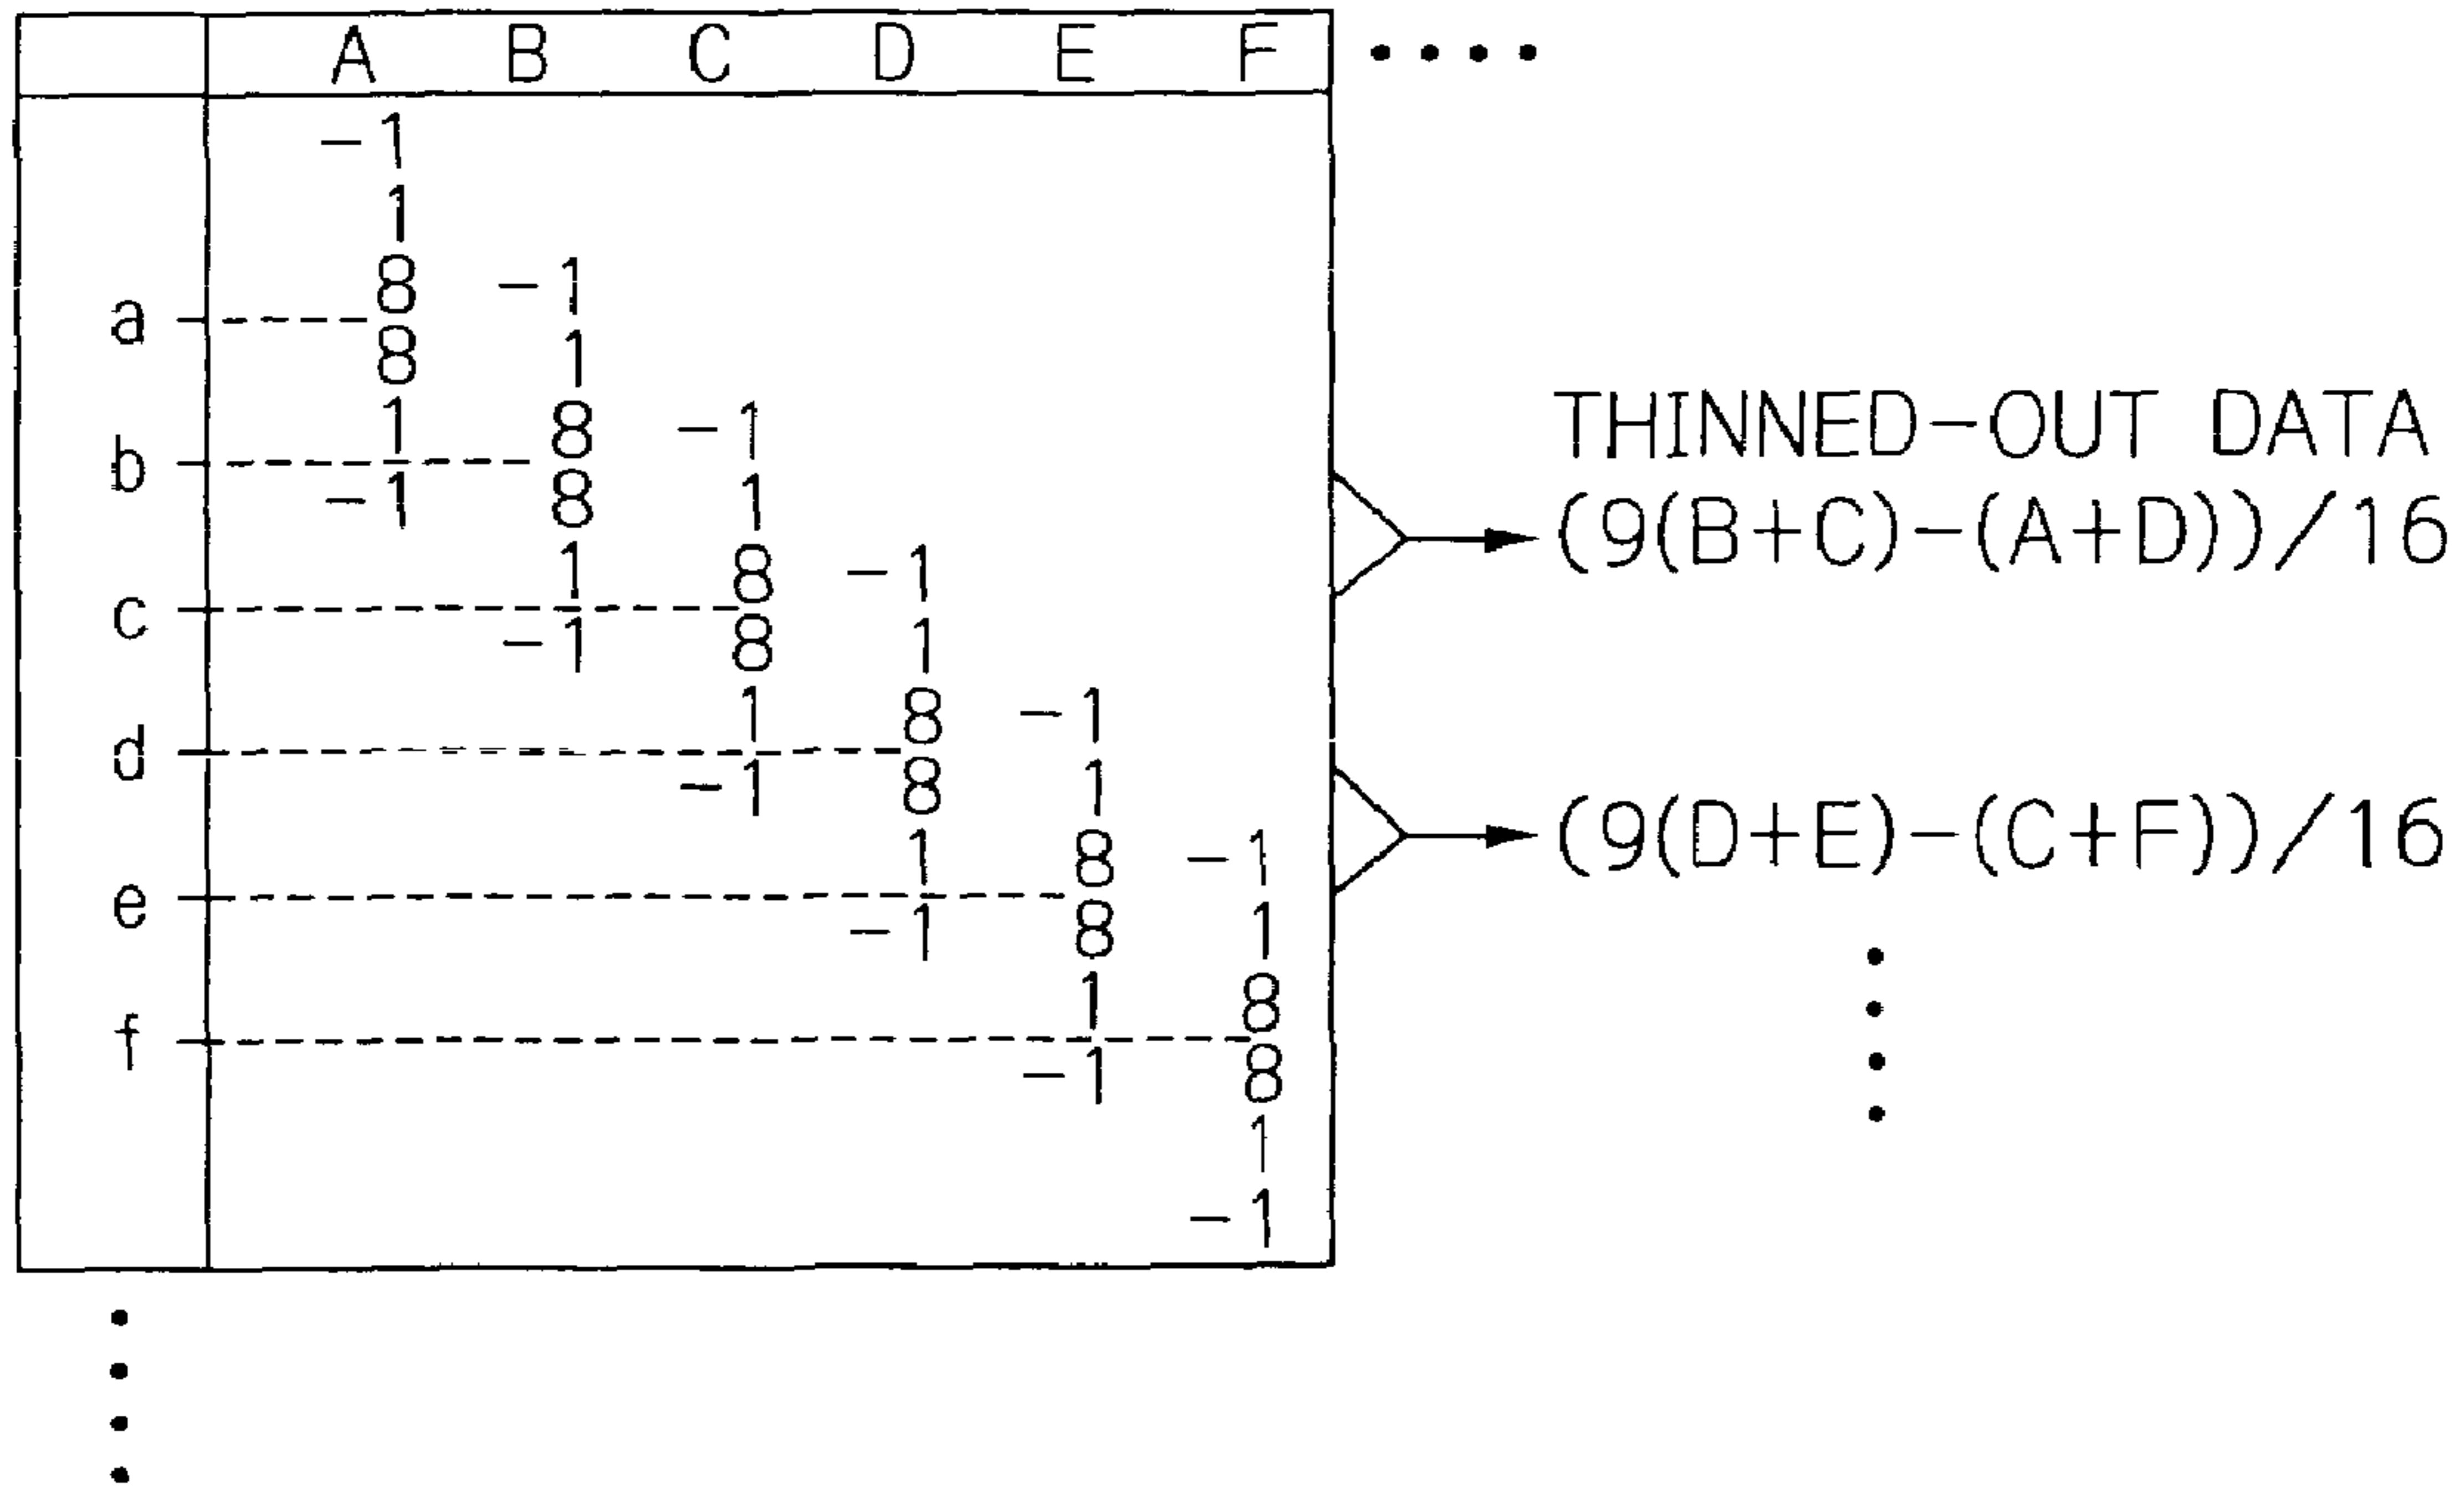 A B C D E F ....
-1
1
8 -1
a
8 1
1 8 -1
b
-1 8 1
1 8 -1
c
-1 8 1
1 8 -1
d
-1 8 1
1 8 -1
e
-1 8 1
1 8
f
-1 8
1
-1
THINNED-OUT DATA
(9(B+C)-(A+D))/16
(9(D+E)-(C+F))/16